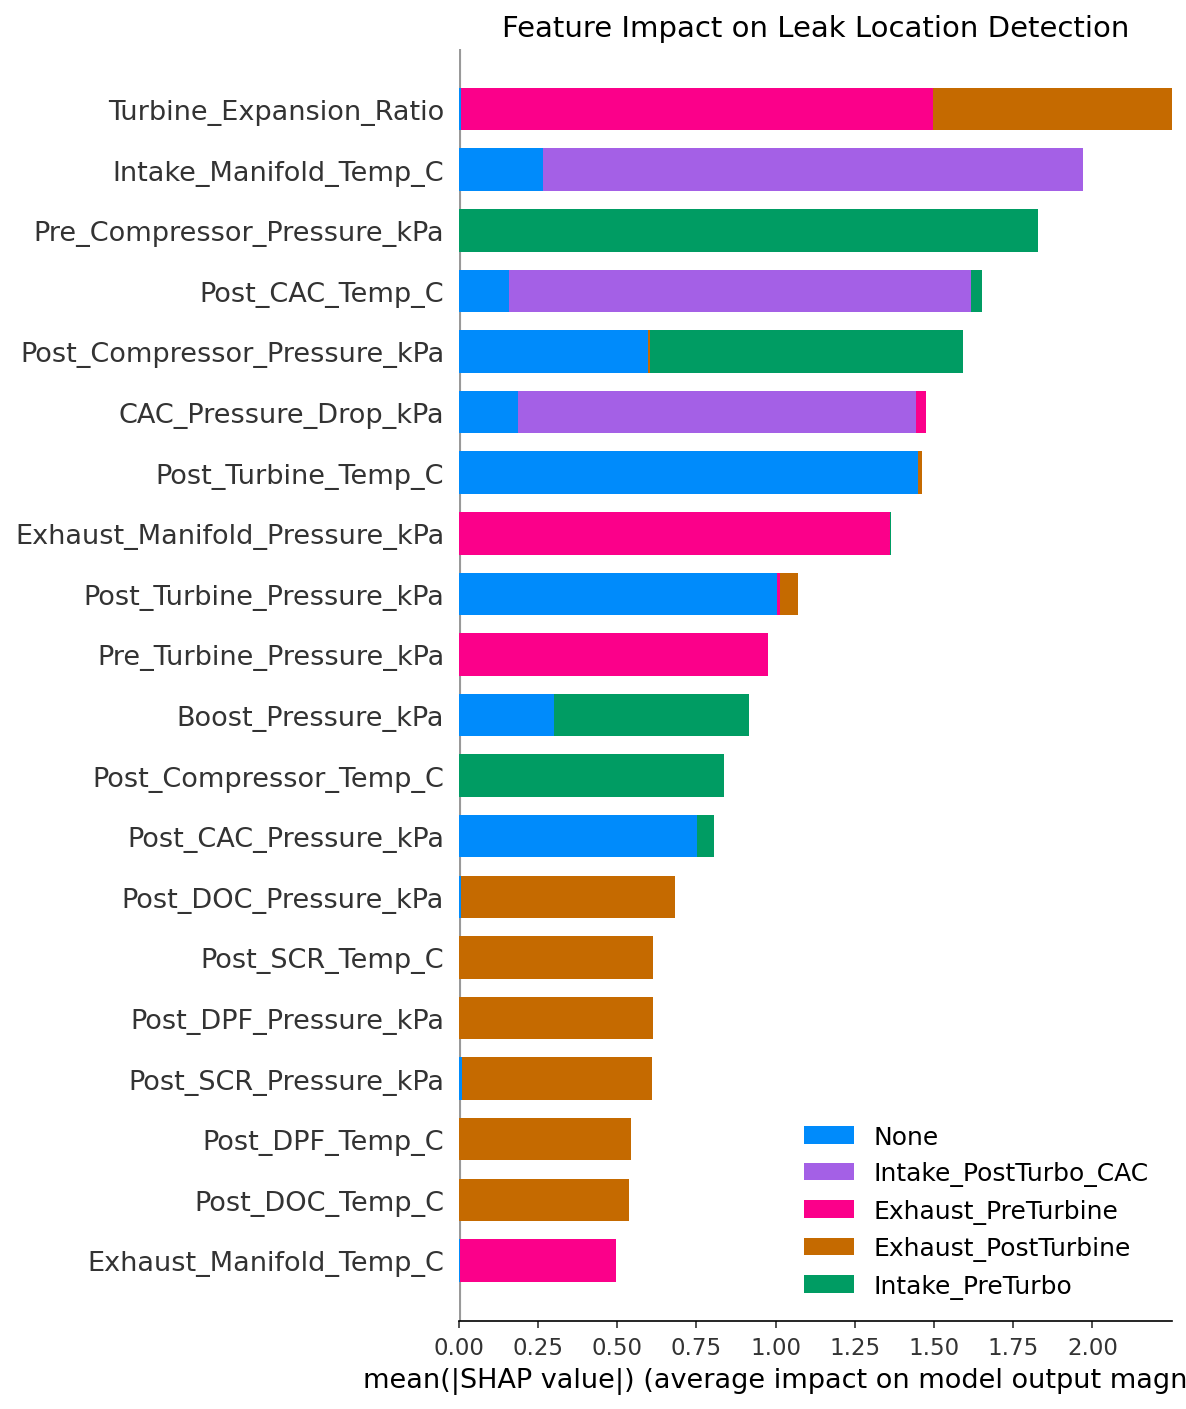 Feature Impact on Leak Location Detection
Turbine_Expansion_Ratio
Intake_Manifold_Temp_C
Pre_Compressor_Pressure_kPa
Post_CAC_Temp_C
Post_Compressor_Pressure_kPa
CAC_Pressure_Drop_kPa
Post_Turbine_Temp_C
Exhaust_Manifold_Pressure_kPa
Post_Turbine_Pressure_kPa
Pre_Turbine_Pressure_kPa
Boost_Pressure_kPa
Post_Compressor_Temp_C
Post_CAC_Pressure_kPa
Post_DOC_Pressure_kPa
Post_SCR_Temp_C
Post_DPF_Pressure_kPa
Post_SCR_Pressure_kPa
Post_DPF_Temp_C
Post_DOC_Temp_C
Exhaust_Manifold_Temp_C
None
Intake_PostTurbo_CAC
Exhaust_PreTurbine
Exhaust_PostTurbine
Intake_PreTurbo
0.00 0.25 0.50 0.75 1.00 1.25 1.50 1.75 2.00
mean(|SHAP value|) (average impact on model output magn